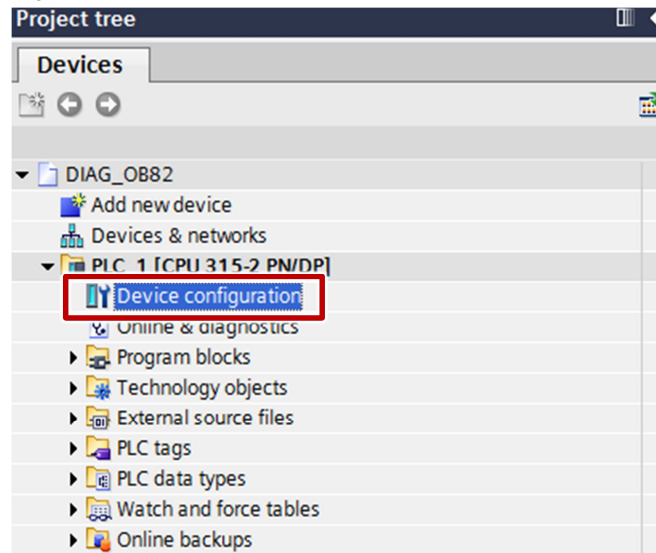 Project tree
Devices
DIAG_OB82
Add new device
Devices & networks
PLC_1 [CPU 315-2 PN/DP]
Device configuration
Online & diagnostics
Program blocks
Technology objects
External source files
PLC tags
PLC data types
Watch and force tables
Online backups